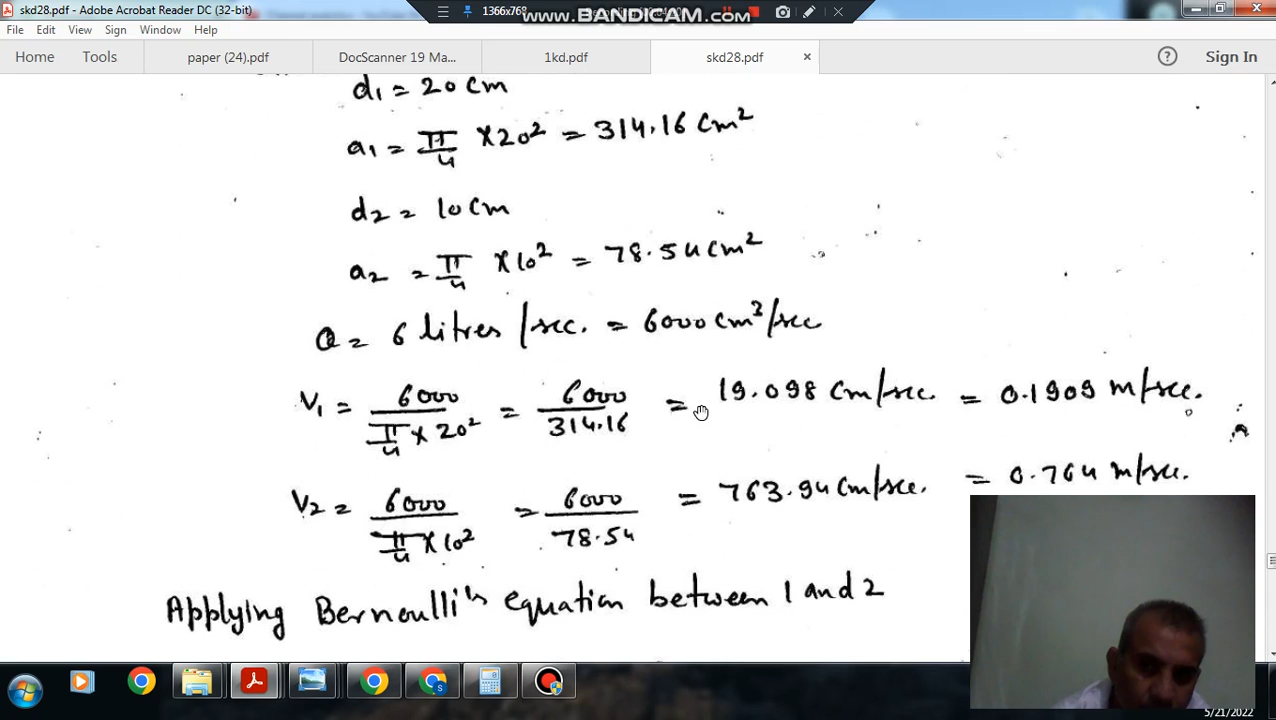 Adobe Acrobat Reader DC (32-bit)
1366x768
www.BANDICAM.com
File Edit View Sign Window Help
Home Tools paper (24).pdf DocScanner 19 Ma... 1kd.pdf skd28.pdf × Sign In
d1 = 20 cm
a1 = π/4 × 20² = 314.16 cm²
d2 = 10 cm
a2 = π/4 × 10² = 78.54 cm²
Q = 6 litres/sec. = 6000 cm³/sec
V1 = 6000/(π/4 × 20²) = 6000/314.16 = 19.098 cm/sec. = 0.1909 m/sec.
V2 = 6000/(π/4 × 10²) = 6000/78.54 = 763.94 cm/sec. = 0.764 m/sec.
Applying Bernoulli's equation between 1 and 2
5/21/2022